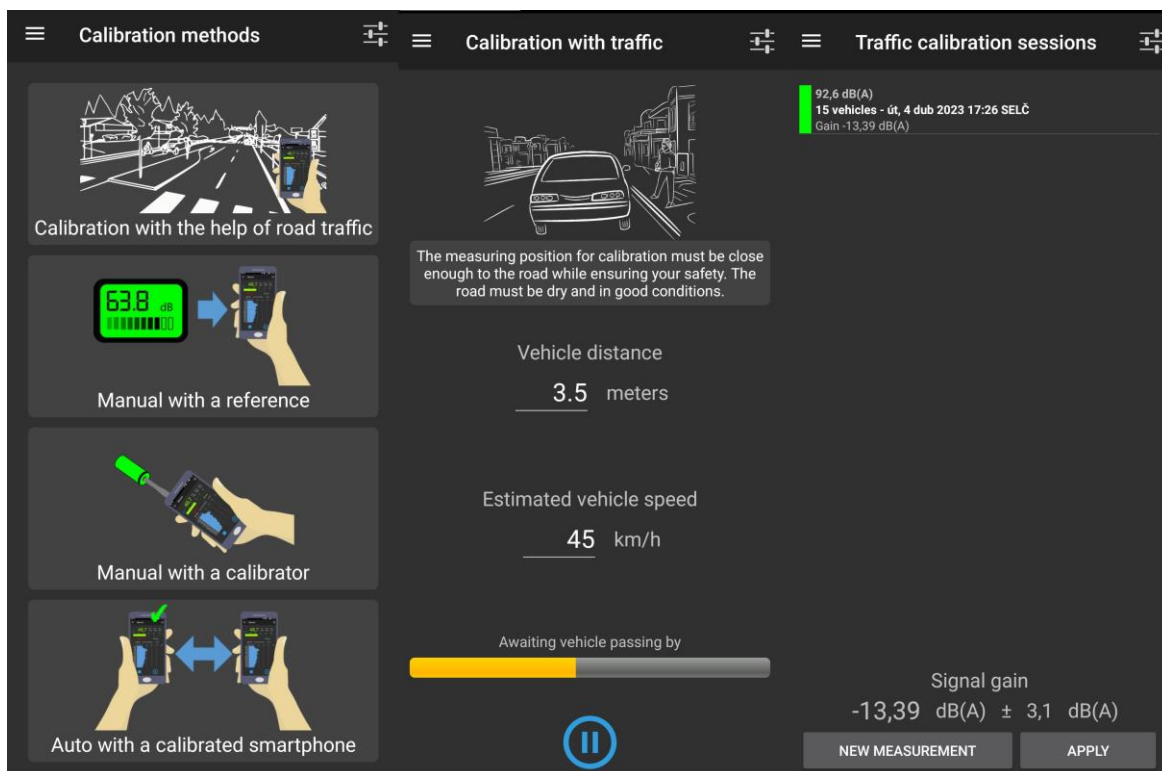 Calibration methods
63.8 dB
Calibration with the help of road traffic
Manual with a reference
Manual with a calibrator
Auto with a calibrated smartphone
Calibration with traffic
The measuring position for calibration must be close
enough to the road while ensuring your safety. The
road must be dry and in good conditions.
Vehicle distance
3.5 meters
Estimated vehicle speed
45 km/h
Awaiting vehicle passing by
Traffic calibration sessions
92,6 dB(A)
15 vehicles - út, 4 dub 2023 17:26 SELČ
Gain -13,39 dB(A)
Signal gain
-13,39 dB(A) ± 3,1 dB(A)
NEW MEASUREMENT
APPLY